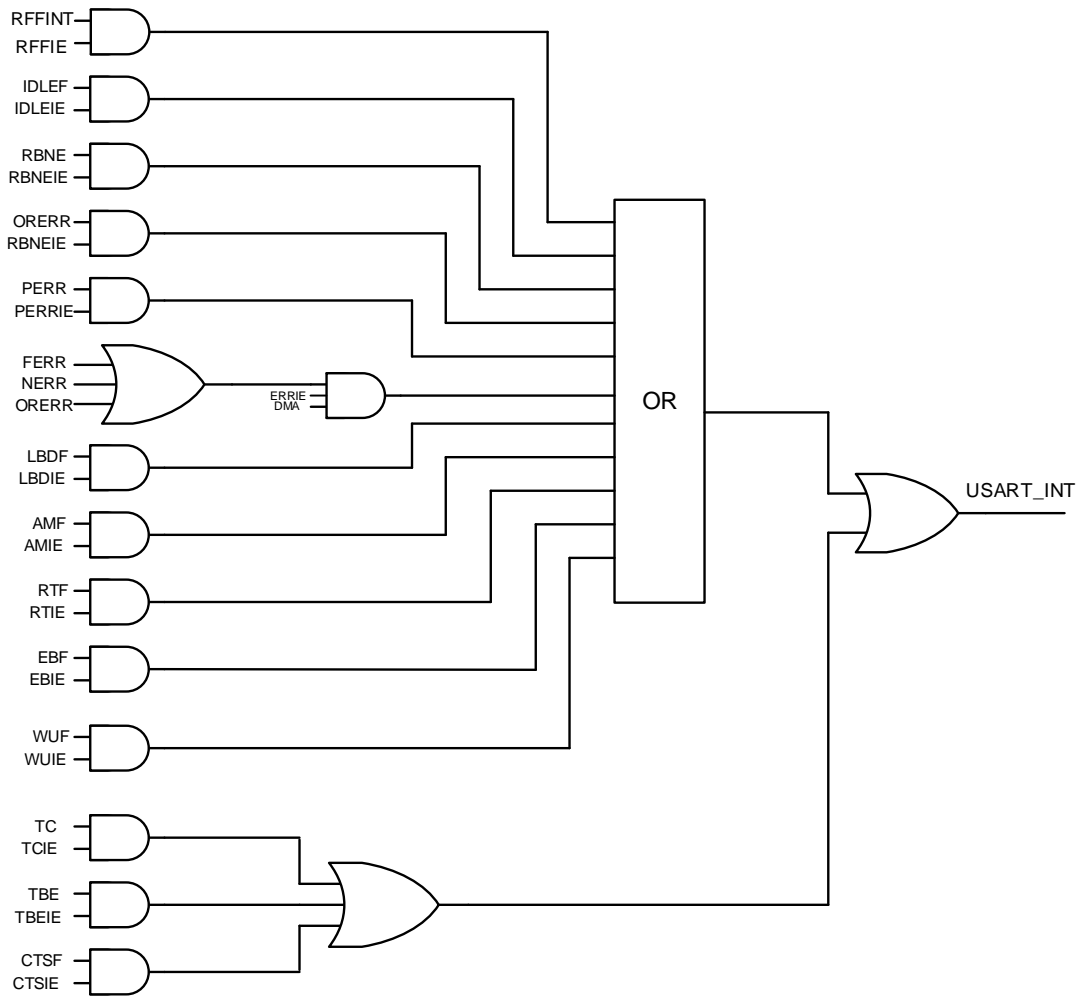 RFFINT
RFFIE
IDLEF
IDLEIE
RBNE
RBNEIE
ORERR
RBNEIE
PERR
PERRIE
FERR
NERR
ORERR
ERRIE
DMA
OR
LBDF
LBDIE
USART_INT
AMF
AMIE
RTF
RTIE
EBF
EBIE
WUF
WUIE
TC
TCIE
TBE
TBEIE
CTSF
CTSIE